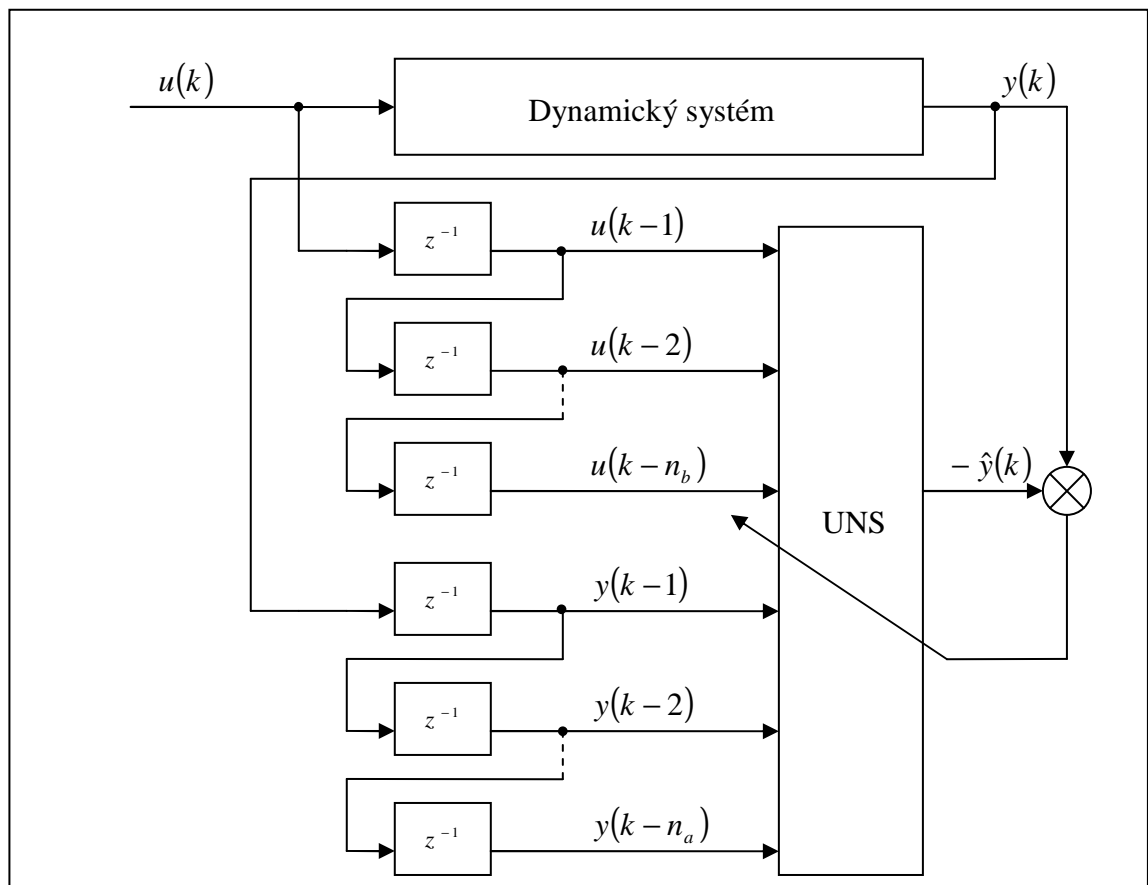 u(k)
Dynamický systém
y(k)
z⁻¹
u(k−1)
z⁻¹
u(k−2)
z⁻¹
u(k−n_b)
− ŷ(k)
UNS
z⁻¹
y(k−1)
z⁻¹
y(k−2)
z⁻¹
y(k−n_a)